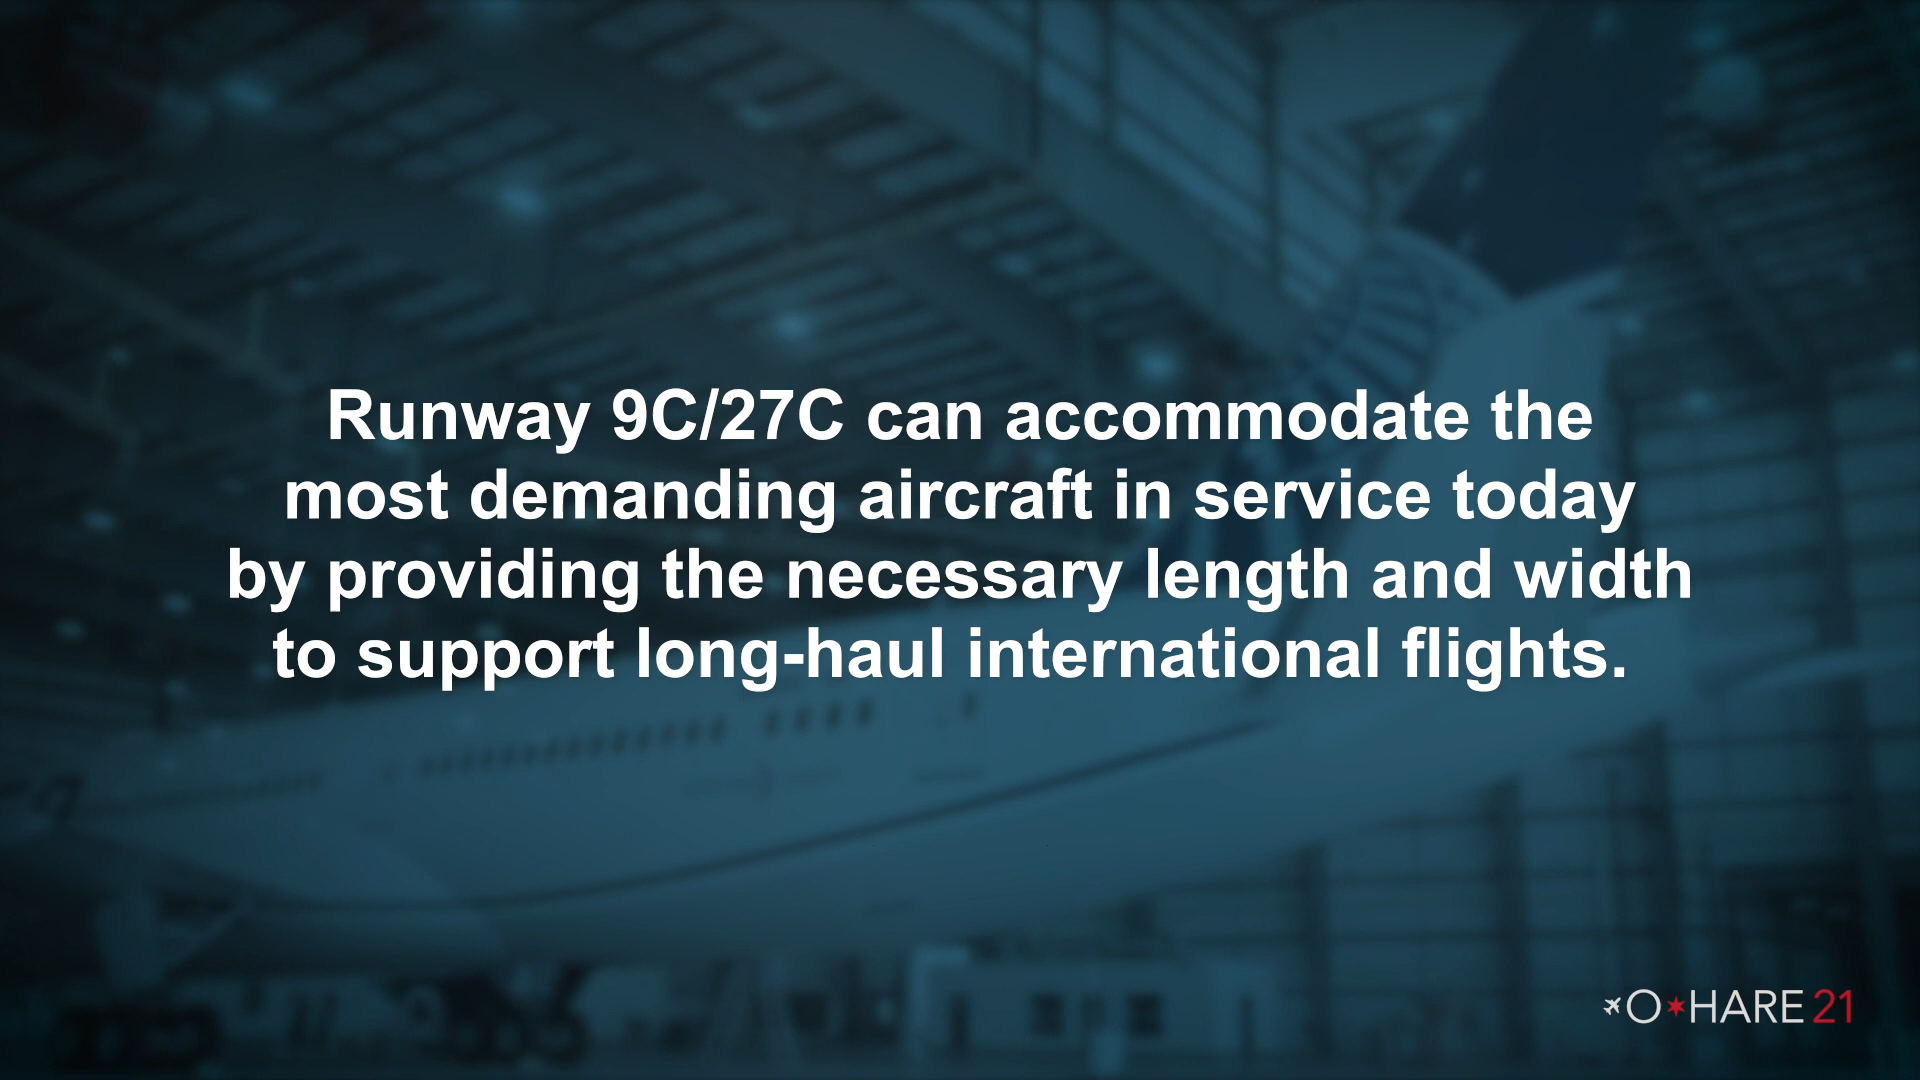 Runway 9C/27C can accommodate the
most demanding aircraft in service today
by providing the necessary length and width
to support long-haul international flights.
O★HARE 21